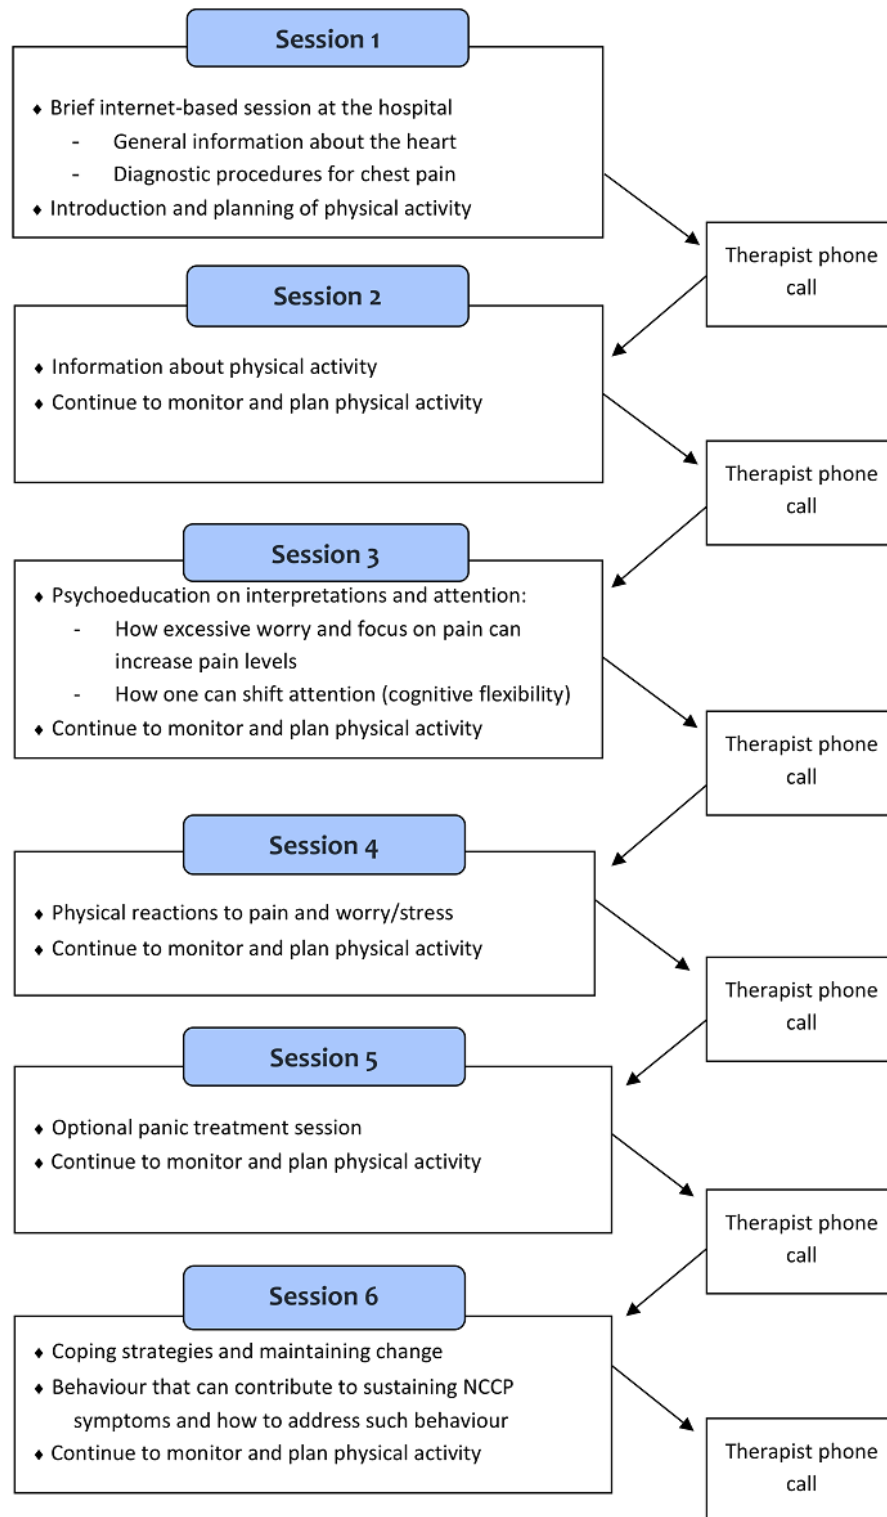 Session 1
⬧ Brief internet-based session at the hospital
- General information about the heart
- Diagnostic procedures for chest pain
⬧ Introduction and planning of physical activity
Therapist phone
call
Session 2
⬧ Information about physical activity
⬧ Continue to monitor and plan physical activity
Therapist phone
call
Session 3
⬧ Psychoeducation on interpretations and attention:
- How excessive worry and focus on pain can
increase pain levels
- How one can shift attention (cognitive flexibility)
⬧ Continue to monitor and plan physical activity
Therapist phone
call
Session 4
⬧ Physical reactions to pain and worry/stress
⬧ Continue to monitor and plan physical activity
Therapist phone
call
Session 5
⬧ Optional panic treatment session
⬧ Continue to monitor and plan physical activity
Therapist phone
call
Session 6
⬧ Coping strategies and maintaining change
⬧ Behaviour that can contribute to sustaining NCCP
symptoms and how to address such behaviour
⬧ Continue to monitor and plan physical activity
Therapist phone
call